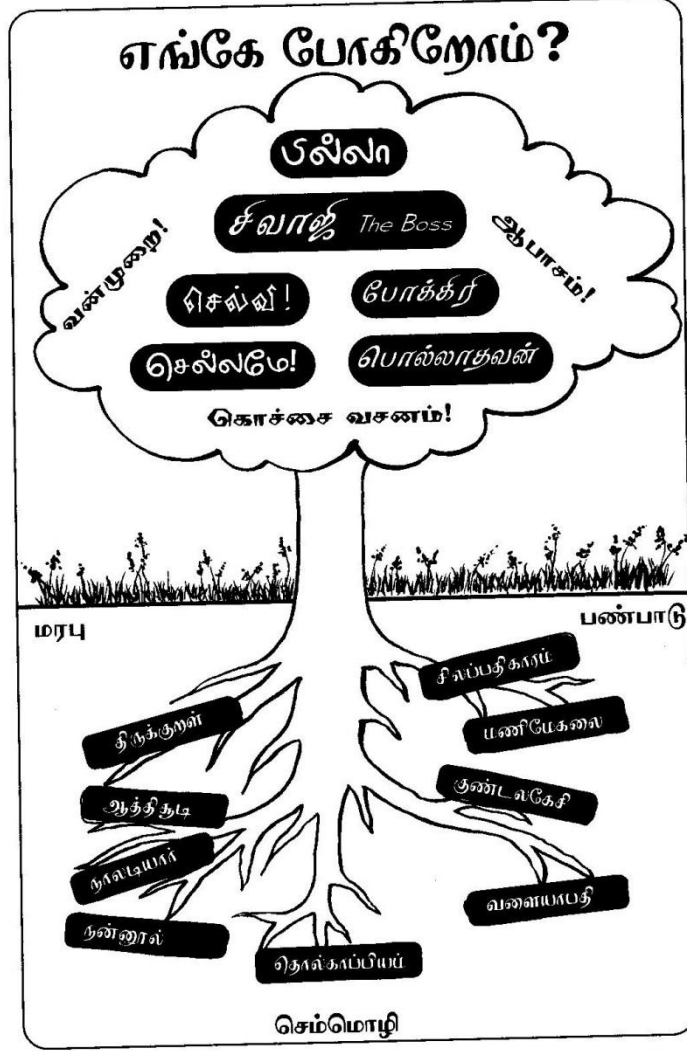 எங்கே போகிறோம்?
பில்லா
சிவாஜி The Boss
வன்முறை!
ஆபாசம்!
செல்வி!
போக்கிரி
செல்லமே!
பொல்லாதவன்
கொச்சை வசனம்!
மரபு
பண்பாடு
சிலப்பதிகாரம்
திருக்குறள்
மணிமேகலை
ஆத்திசூடி
குண்டலகேசி
நாலடியார்
வளையாபதி
நன்னூல்
தொல்காப்பியம்
செம்மொழி